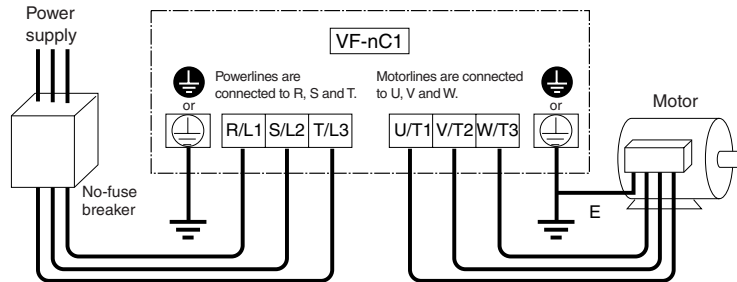 Power
supply
VF-nC1
Powerlines are
connected to R, S and T.
Motorlines are connected
to U, V and W.
or
or
Motor
R/L1 S/L2 T/L3
U/T1 V/T2 W/T3
No-fuse
breaker
E